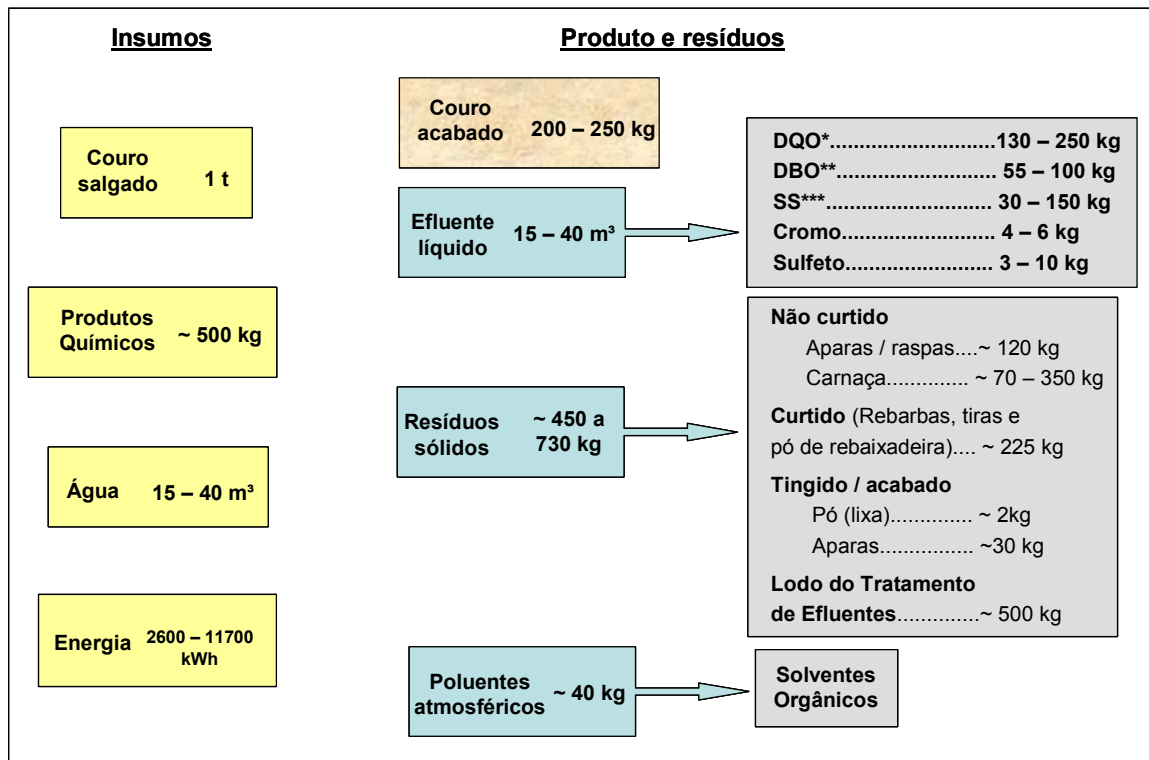 Insumos
Produto e resíduos
Couro
salgado
1 t
Produtos
Químicos
~ 500 kg
Água
15 – 40 m³
Energia
2600 – 11700
kWh
Couro
acabado
200 – 250 kg
Efluente
líquido
15 – 40 m³
DQO*............................130 – 250 kg
DBO**........................... 55 – 100 kg
SS***............................ 30 – 150 kg
Cromo......................... 4 – 6 kg
Sulfeto......................... 3 – 10 kg
Resíduos
sólidos
~ 450 a
730 kg
Não curtido
Aparas / raspas....~ 120 kg
Carnaça.............. ~ 70 – 350 kg
Curtido (Rebarbas, tiras e
pó de rebaixadeira).... ~ 225 kg
Tingido / acabado
Pó (lixa).............. ~ 2kg
Aparas................ ~30 kg
Lodo do Tratamento
de Efluentes..............~ 500 kg
Poluentes
atmosféricos
~ 40 kg
Solventes
Orgânicos